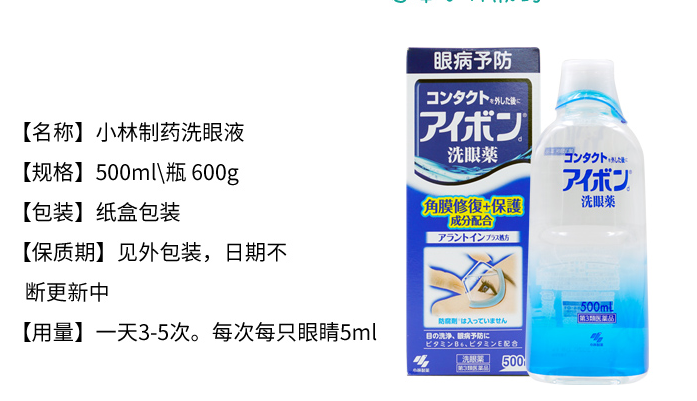 【名称】小林制药洗眼液
【规格】500ml\瓶 600g
【包装】纸盒包装
【保质期】见外包装，日期不
断更新中
【用量】一天3-5次。每次每只眼睛5ml
眼病予防
コンタクトを外した後に
アイボンd
洗眼薬
角膜修復+保護
成分配合
アラントインプラス処方
防腐剤は入っていません
目の洗浄、眼病予防に
ビタミンB6、ビタミンE配合
洗眼薬
第3類医薬品
500
小林製薬
コンタクトを外した後に
アイボンd
洗眼薬
500mL
第3類医薬品